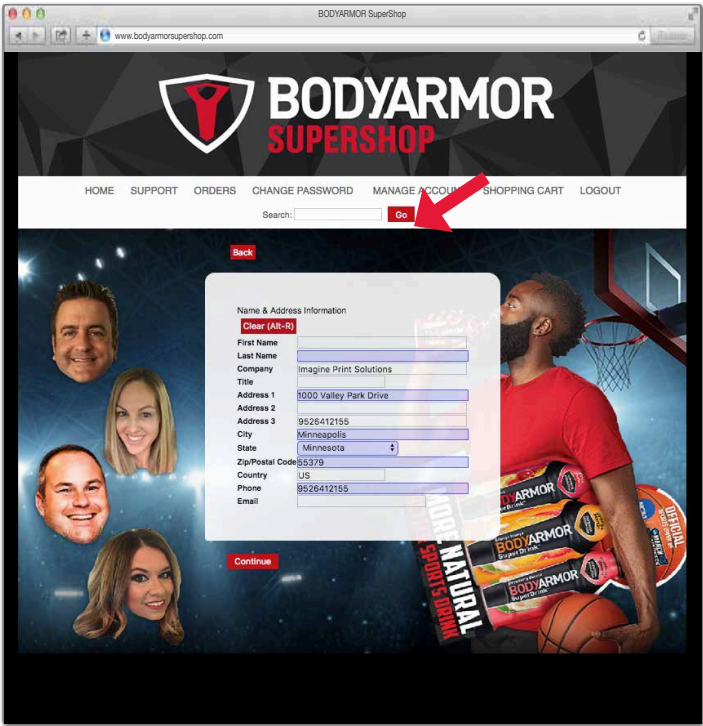 BODYARMOR SuperShop
www.bodyarmorsupershop.com
BODYARMOR
SUPERSHOP
HOME SUPPORT ORDERS CHANGE PASSWORD MANAGE SHOPPING CART LOGOUT
Search: Go
Back
Name & Address Information
Clear (Alt-R)
First Name
Last Name
Company Imagine Print Solutions
Title
Address 1 1000 Valley Park Drive
Address 2
Address 3 9526412155
City Minneapolis
State Minnesota
Zip/Postal Code 55379
Country US
Phone 9526412155
Email
Continue
MORE NATURAL
SPORTS DRINK
BODYARMOR
SuperDrink
BODYARMOR
SuperDrink
BODYARMOR
SuperDrink
OFFICIAL